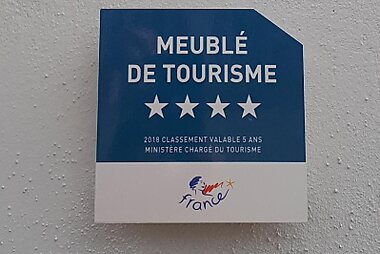 MEUBLÉ
DE TOURISME
2018 CLASSEMENT VALABLE 5 ANS
MINISTÈRE CHARGÉ DU TOURISME
france